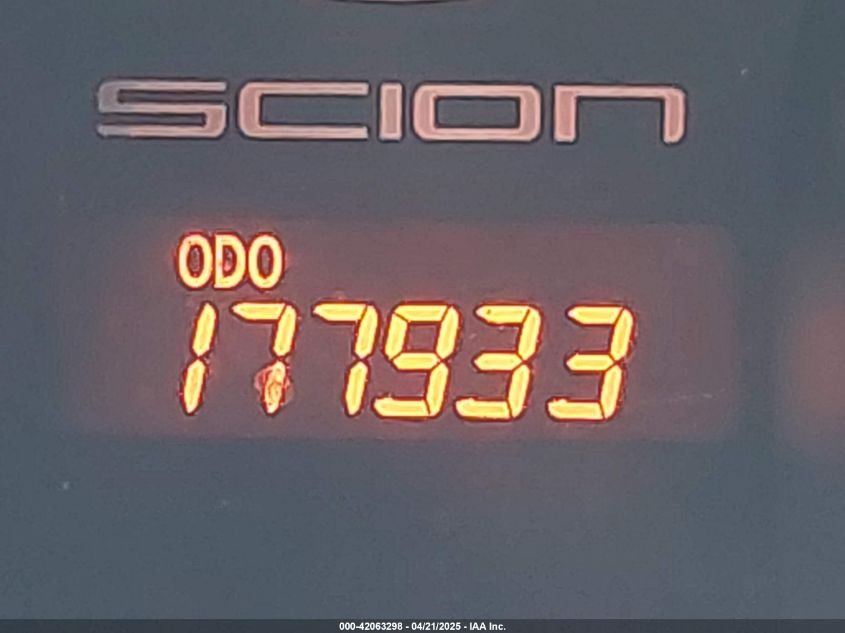 SCION
ODO
177933
000-42063298 - 04/21/2025 - IAA Inc.